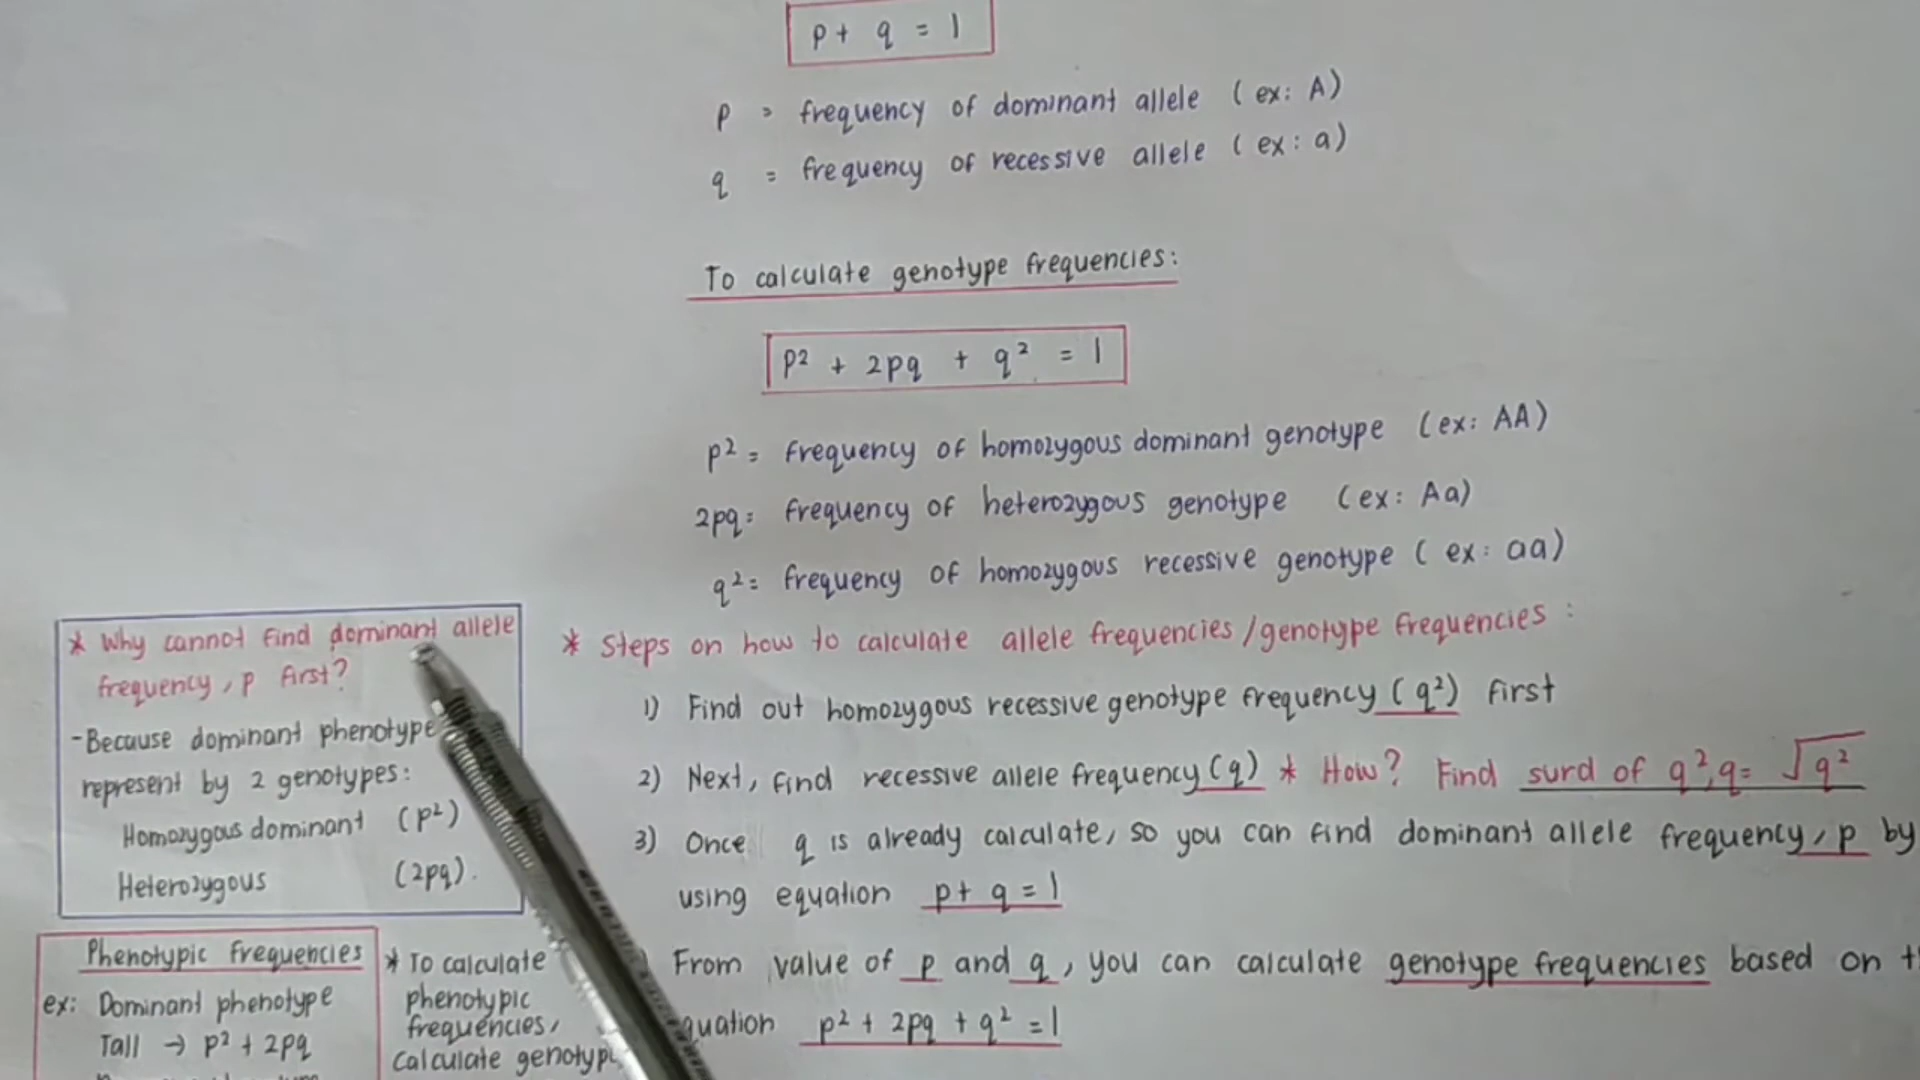 p + q = 1
p = frequency of dominant allele (ex: A)
q = frequency of recessive allele (ex: a)
To calculate genotype frequencies:
p² + 2pq + q² = 1
p² = frequency of homozygous dominant genotype (ex: AA)
2pq = frequency of heterozygous genotype (ex: Aa)
q² = frequency of homozygous recessive genotype (ex: aa)
* Steps on how to calculate allele frequencies/genotype frequencies:
1) Find out homozygous recessive genotype frequency (q²) first
2) Next, find recessive allele frequency (q) * How? Find surd of q², q = √q²
3) Once q is already calculate, so you can find dominant allele frequency, p by
using equation p + q = 1
From value of p and q, you can calculate genotype frequencies based on
p² + 2pq + q² = 1
* Why cannot find dominant allele
frequency, p first?
- Because dominant phenotype
represent by 2 genotypes:
Homozygous dominant (p²)
Heterozygous (2pq).
Phenotypic frequencies
ex: Dominant phenotype
Tall → p² + 2pq
* To calculate
phenotypic
frequencies,
calculate